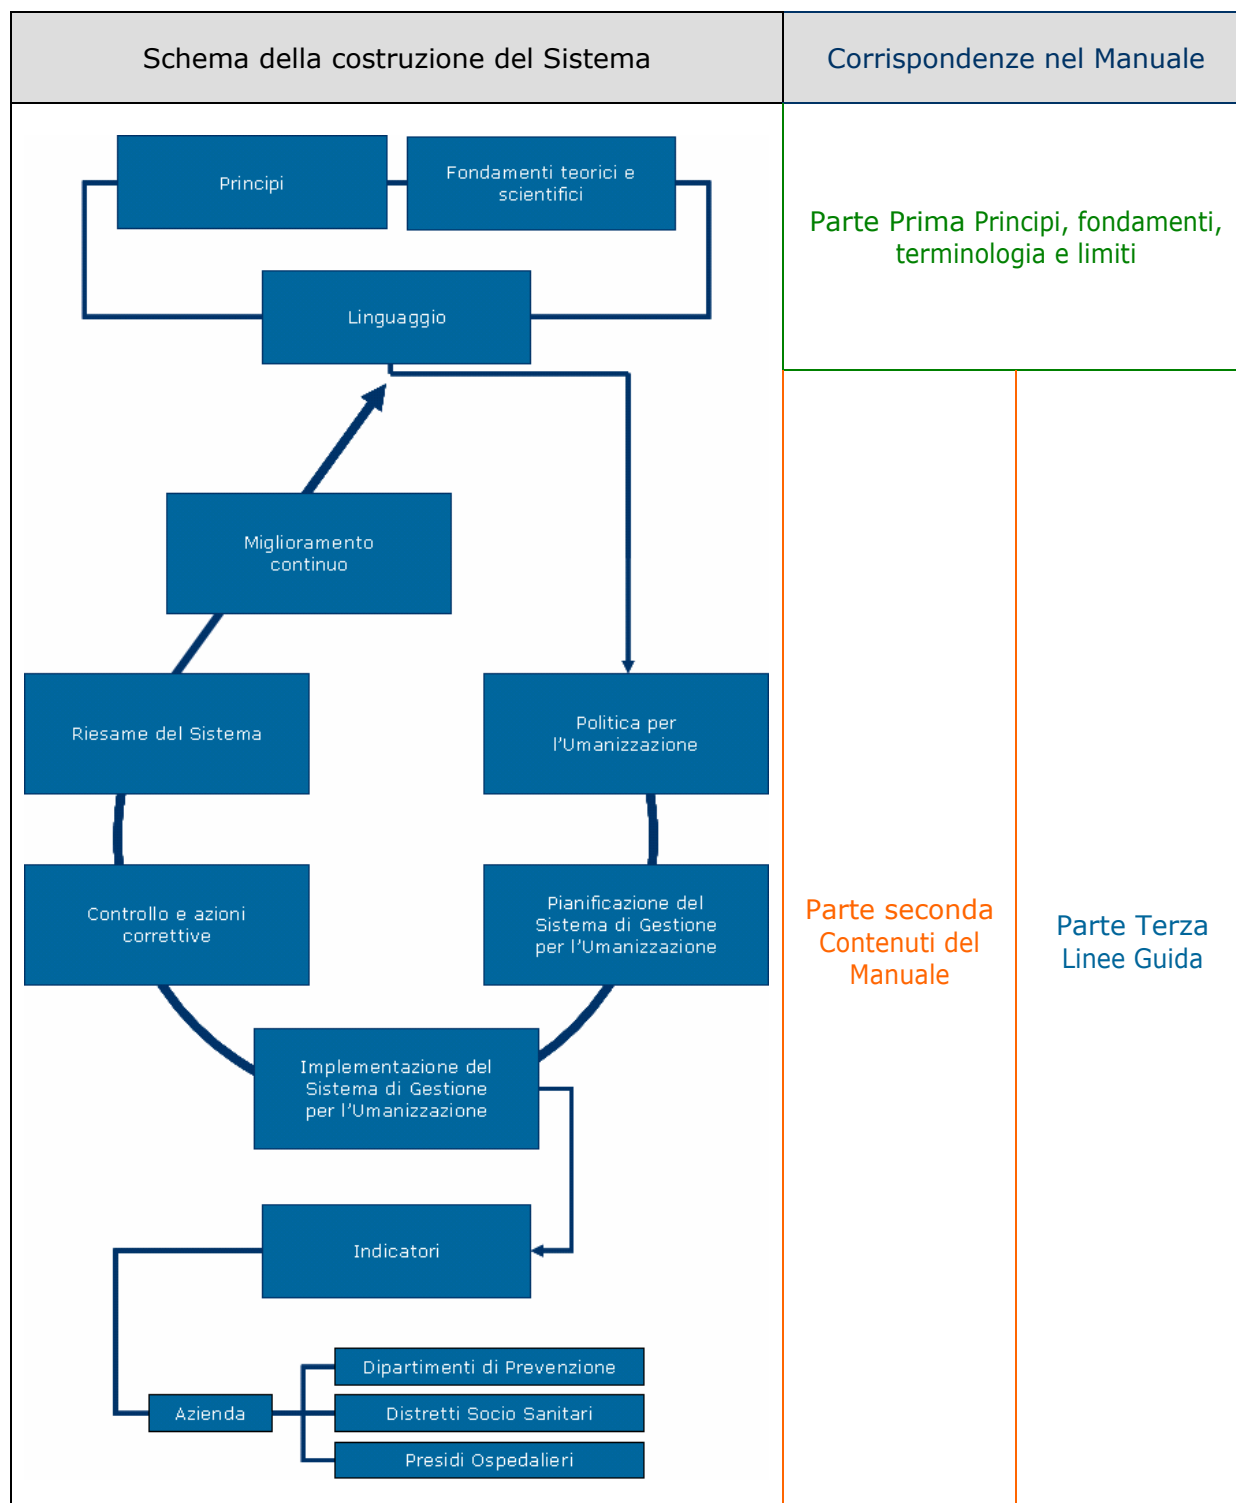 Schema della costruzione del Sistema
Corrispondenze nel Manuale
Principi
Fondamenti teorici e
scientifici
Linguaggio
Parte Prima Principi, fondamenti,
terminologia e limiti
Miglioramento
continuo
Riesame del Sistema
Politica per
l'Umanizzazione
Controllo e azioni
correttive
Pianificazione del
Sistema di Gestione
per l'Umanizzazione
Implementazione del
Sistema di Gestione
per l'Umanizzazione
Indicatori
Azienda
Dipartimenti di Prevenzione
Distretti Socio Sanitari
Presidi Ospedalieri
Parte seconda
Contenuti del
Manuale
Parte Terza
Linee Guida